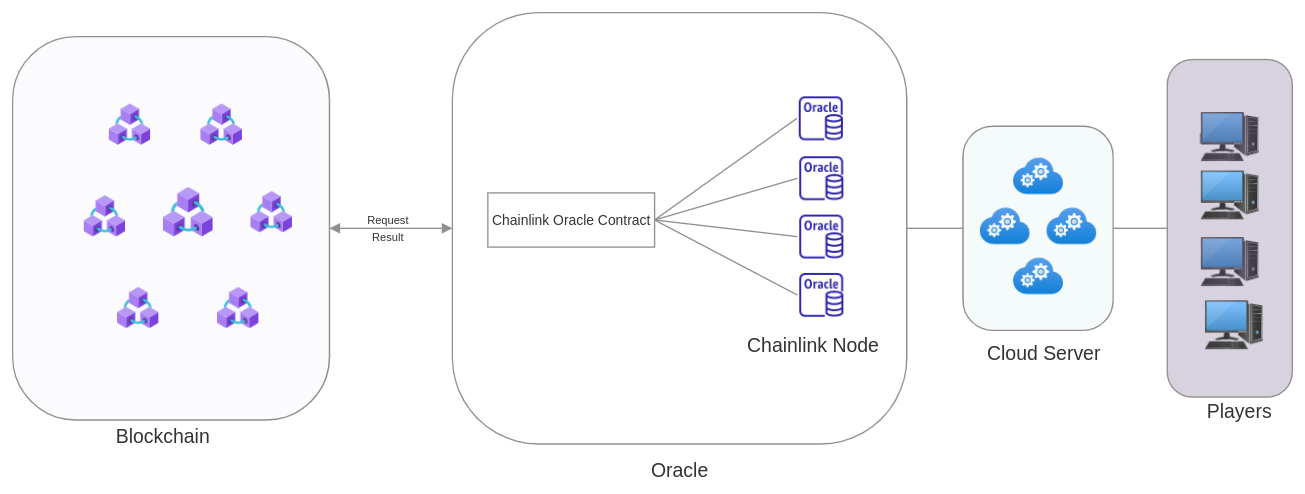 Oracle
Oracle
Request
Chainlink Oracle Contract
Oracle
Result
Oracle
Chainlink Node
Cloud Server
Players
Blockchain
Oracle